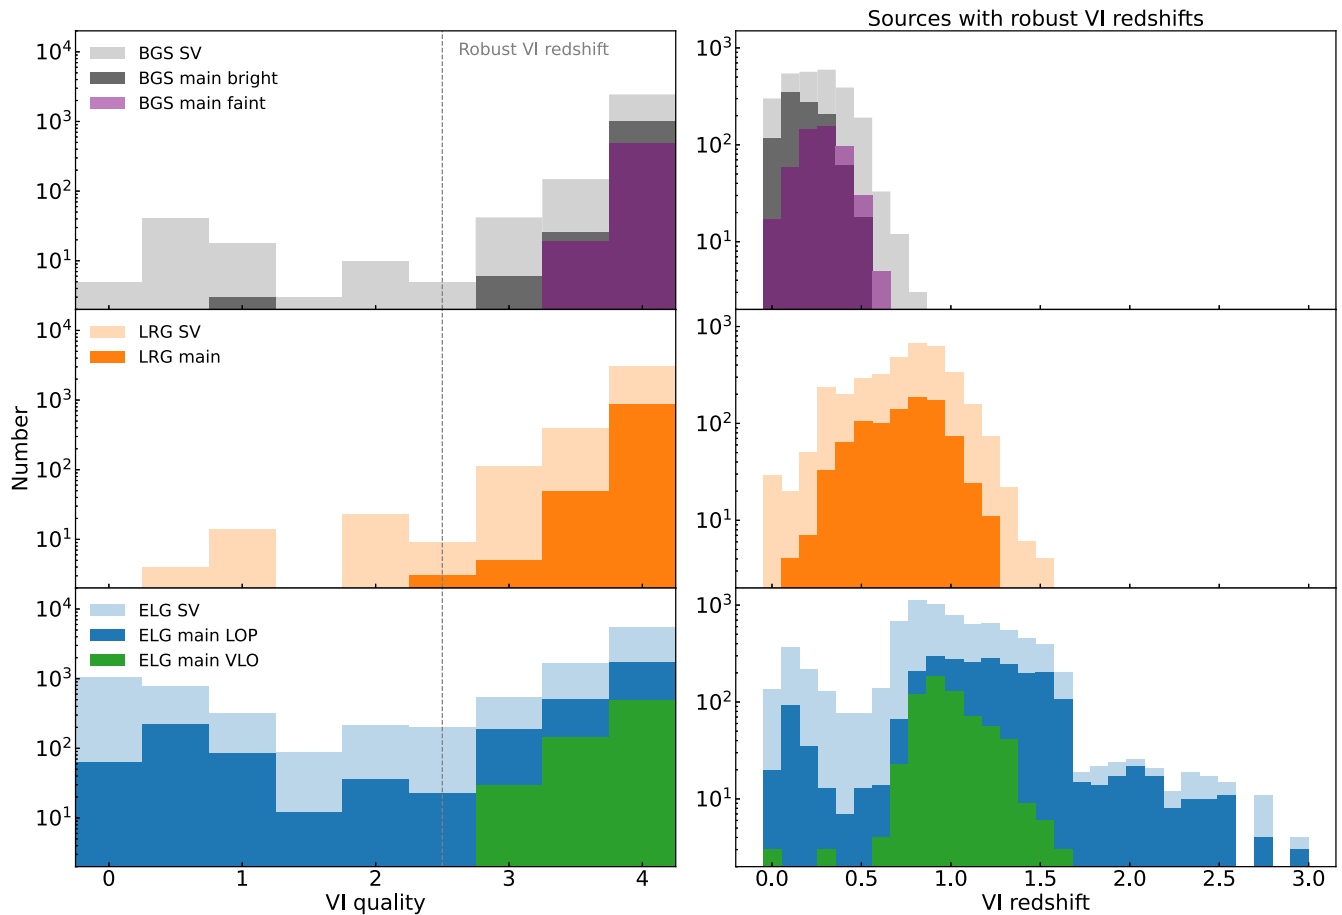 Sources with robust VI redshifts
10⁴
10³
10²
10¹
BGS SV
BGS main bright
BGS main faint
Robust VI redshift
10³
10²
10¹
10⁴
10³
10²
10¹
LRG SV
LRG main
10³
10²
10¹
Number
10⁴
10³
10²
10¹
ELG SV
ELG main LOP
ELG main VLO
10³
10²
10¹
0 1 2 3 4
VI quality
0.0 0.5 1.0 1.5 2.0 2.5 3.0
VI redshift